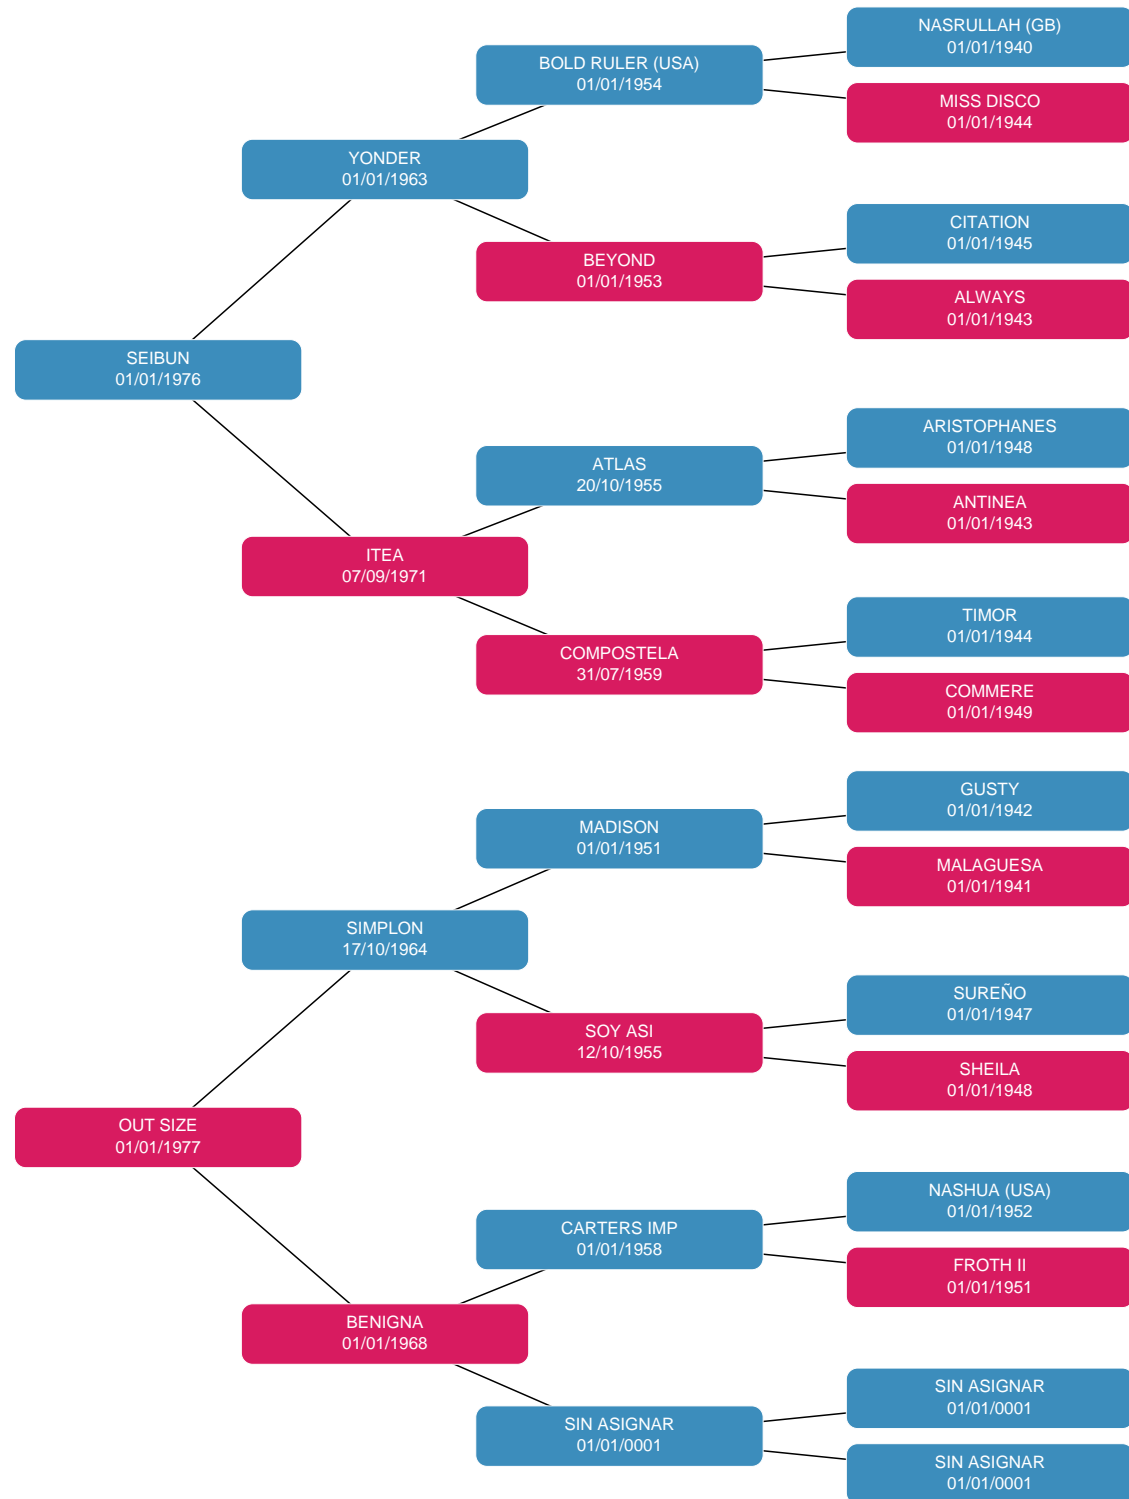 NASRULLAH (GB)
01/01/1940
BOLD RULER (USA)
01/01/1954
MISS DISCO
01/01/1944
YONDER
01/01/1963
CITATION
01/01/1945
BEYOND
01/01/1953
ALWAYS
01/01/1943
SEIBUN
01/01/1976
ARISTOPHANES
01/01/1948
ATLAS
20/10/1955
ANTINEA
01/01/1943
ITEA
07/09/1971
TIMOR
01/01/1944
COMPOSTELA
31/07/1959
COMMERE
01/01/1949
GUSTY
01/01/1942
MADISON
01/01/1951
MALAGUESA
01/01/1941
SIMPLON
17/10/1964
SUREÑO
01/01/1947
SOY ASI
12/10/1955
SHEILA
01/01/1948
OUT SIZE
01/01/1977
NASHUA (USA)
01/01/1952
CARTERS IMP
01/01/1958
FROTH II
01/01/1951
BENIGNA
01/01/1968
SIN ASIGNAR
01/01/0001
SIN ASIGNAR
01/01/0001
SIN ASIGNAR
01/01/0001